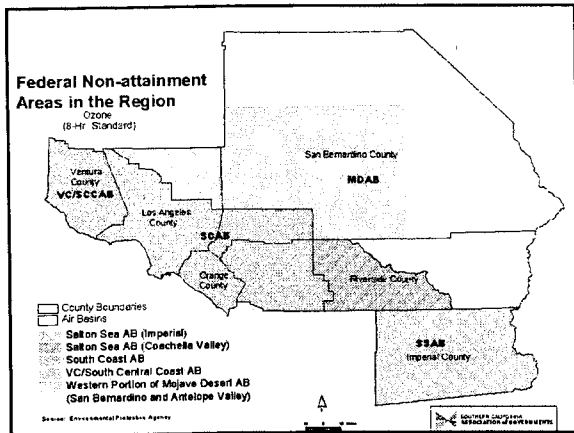 Federal Non-attainment
Areas in the Region
Ozone
(8-Hr. Standard)
San Bernardino County
MDAB
Ventura
County
VC/SCCAB
Los Angeles
County
SCAB
Orange
County
Riverside County
SSAB
Imperial County
County Boundaries
Air Basins
Salton Sea AB (Imperial)
Salton Sea AB (Coachella Valley)
South Coast AB
VC/South Central Coast AB
Western Portion of Mojave Desert AB
(San Bernardino and Antelope Valley)
Source: Environmental Protection Agency
SOUTHERN CALIFORNIA
ASSOCIATION of GOVERNMENTS